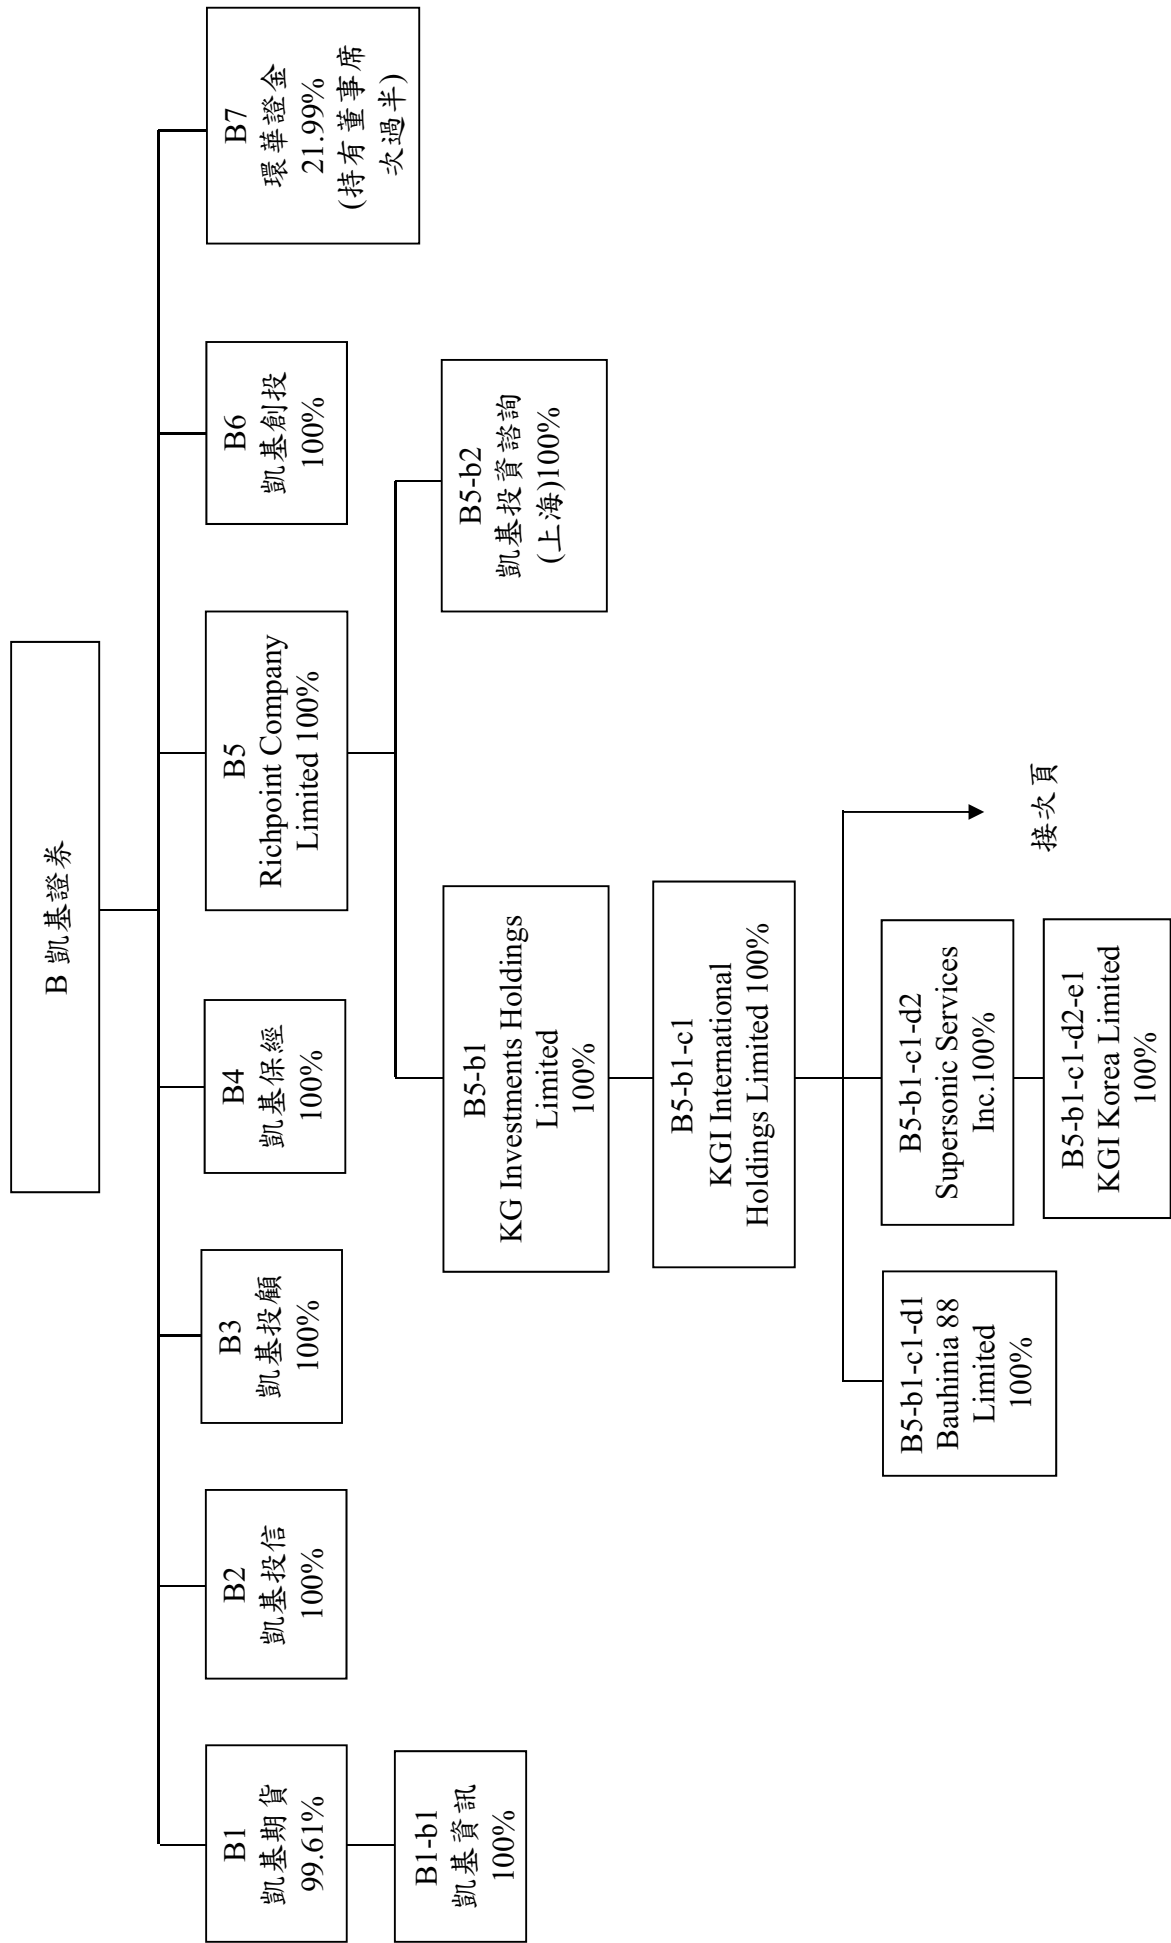 B 凱基證券
B1
凱基期貨
99.61%
B2
凱基投信
100%
B3
凱基投顧
100%
B4
凱基保經
100%
B5
Richpoint Company
Limited 100%
B6
凱基創投
100%
B7
環華證金
21.99%
(持有董事席
次過半)
B1-b1
凱基資訊
100%
B5-b1
KG Investments Holdings
Limited
100%
B5-b2
凱基投資諮詢
(上海)100%
B5-b1-c1
KGI International
Holdings Limited 100%
B5-b1-c1-d1
Bauhinia 88
Limited
100%
B5-b1-c1-d2
Supersonic Services
Inc.100%
接次頁
B5-b1-c1-d2-e1
KGI Korea Limited
100%